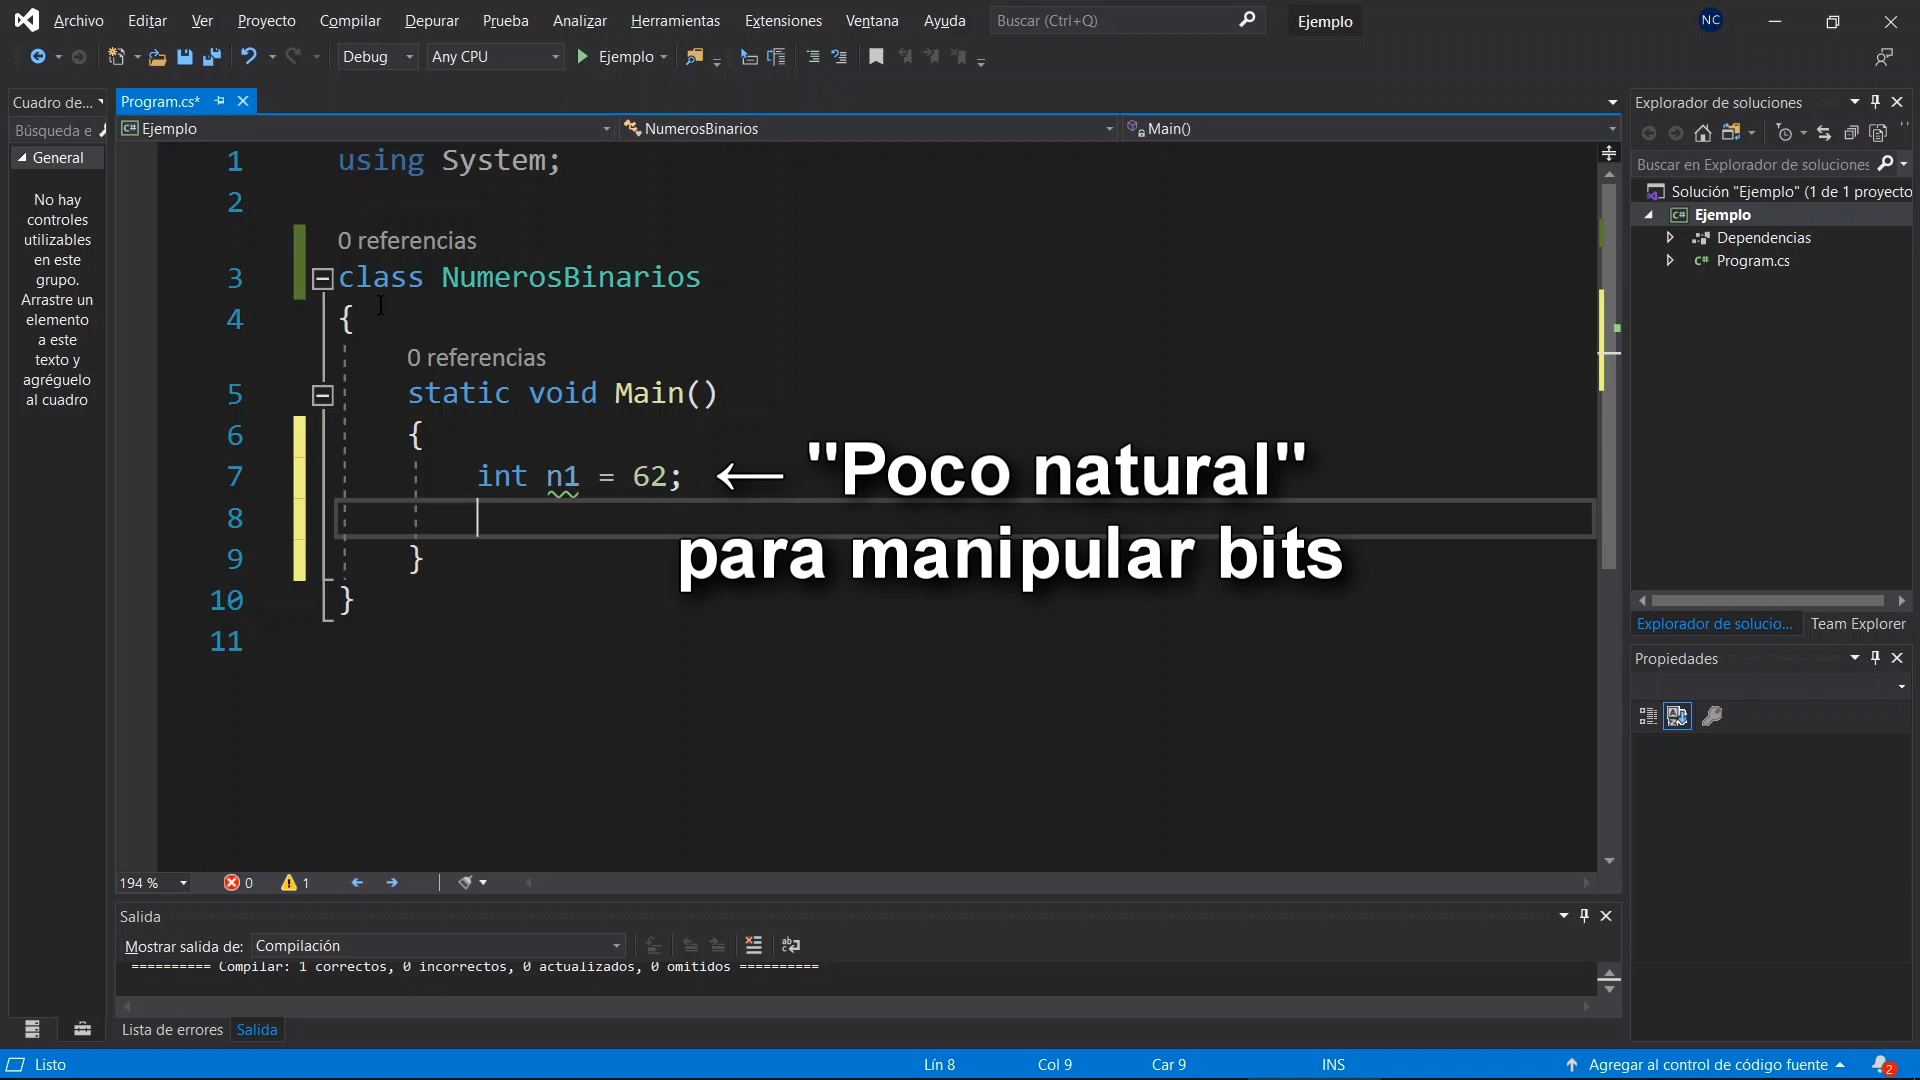 Archivo Editar Ver Proyecto Compilar Depurar Prueba Analizar Herramientas Extensiones Ventana Ayuda Buscar (Ctrl+Q) Ejemplo NC
Debug Any CPU Ejemplo
Cuadro de... Program.cs* Explorador de soluciones
Búsqueda e Ejemplo NumerosBinarios Main()
General
No hay
controles
utilizables
en este
grupo.
Arrastre un
elemento
a este
texto y
agréguelo
al cuadro
1 using System;
2
0 referencias
3 class NumerosBinarios
4 {
0 referencias
5 static void Main()
6 {
7 int n1 = 62; ← "Poco natural"
8
para manipular bits
9 }
10 }
11
Buscar en Explorador de soluciones
Solución "Ejemplo" (1 de 1 proyecto
C# Ejemplo
Dependencias
C# Program.cs
Explorador de solucio... Team Explorer
Propiedades
194 % 0 1
Salida
Mostrar salida de: Compilación
========== Compilar: 1 correctos, 0 incorrectos, 0 actualizados, 0 omitidos ==========
Lista de errores Salida
Listo Lín 8 Col 9 Car 9 INS Agregar al control de código fuente 2